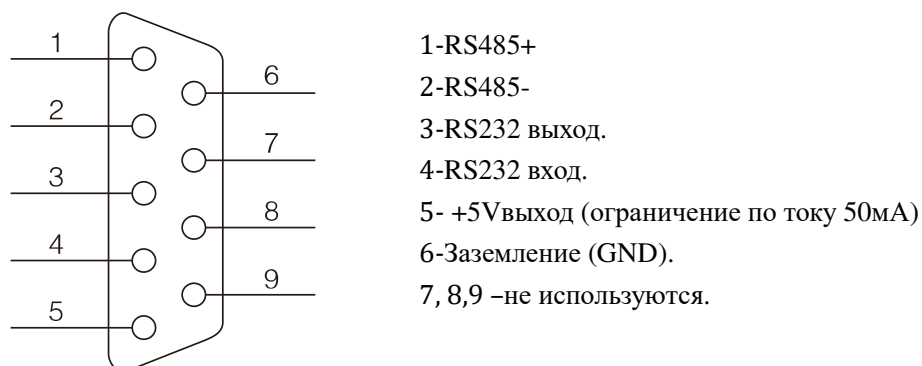 1
2
3
4
5
6
7
8
9
1-RS485+
2-RS485-
3-RS232 выход.
4-RS232 вход.
5- +5Vвыход (ограничение по току 50мА)
6-Заземление (GND).
7, 8,9 –не используются.